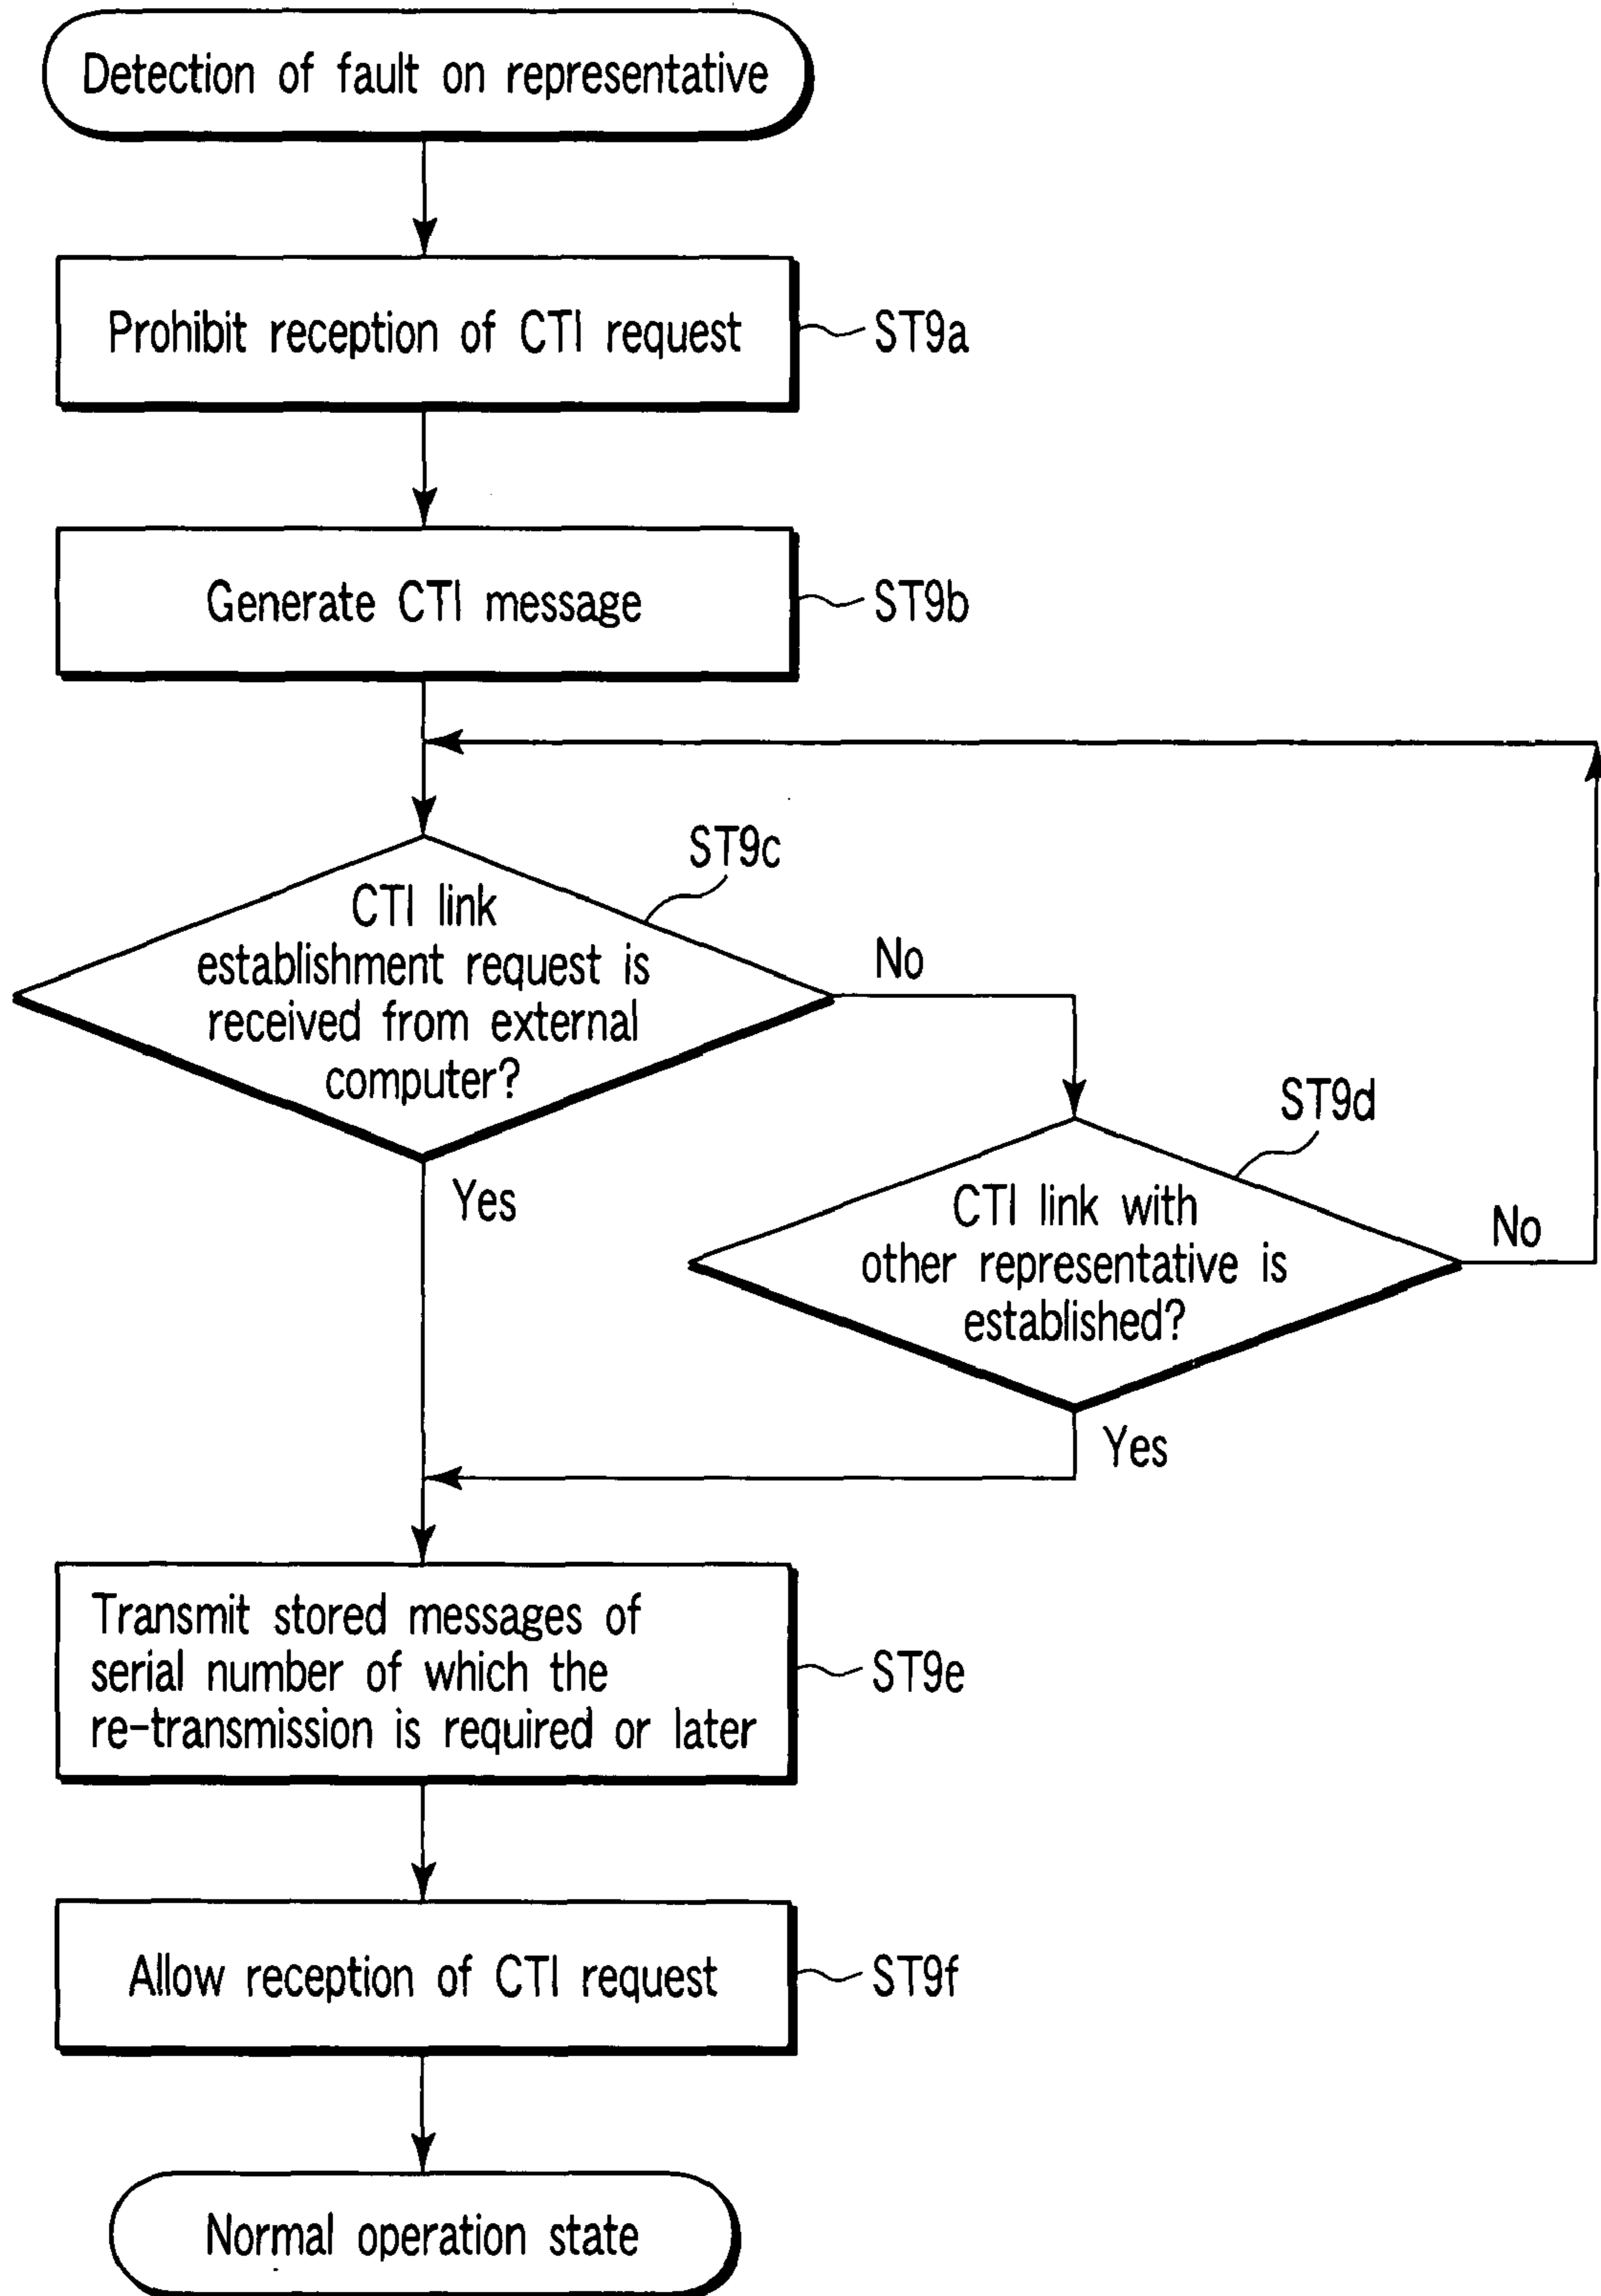 Detection of fault on representative
Prohibit reception of CTI request
ST9a
Generate CTI message
ST9b
ST9c
CTI link
establishment request is
received from external
computer?
No
Yes
ST9d
CTI link with
other representative is
established?
No
Yes
Transmit stored messages of
serial number of which the
re-transmission is required or later
ST9e
Allow reception of CTI request
ST9f
Normal operation state